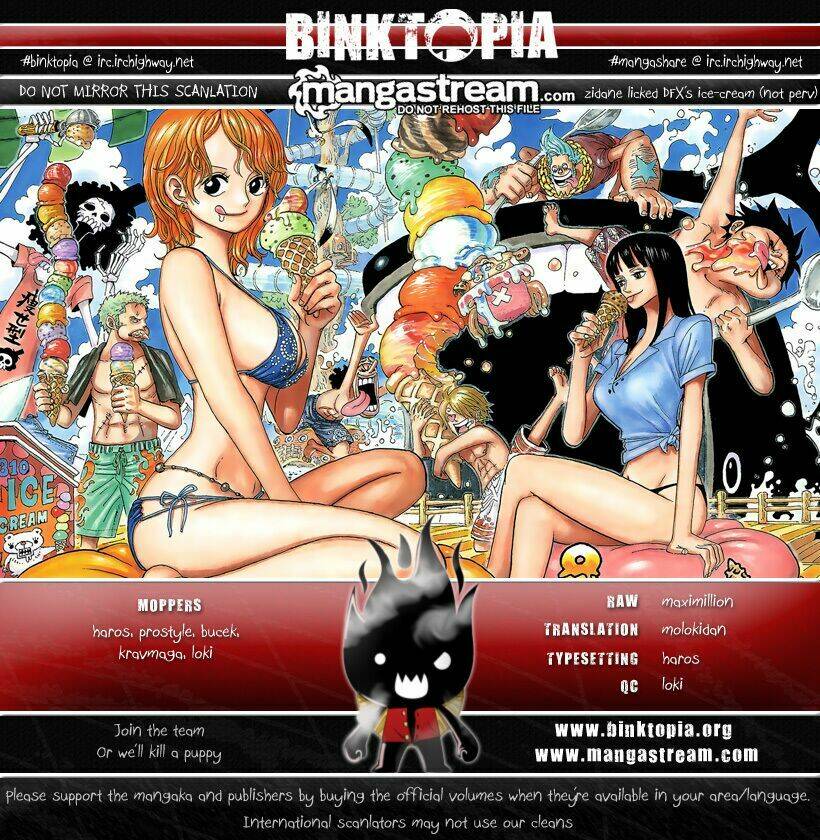 BINKTOPIA
#binktopia @ irc.irchighway.net
#mangashare @ irc.irchighway.net
DO NOT MIRROR THIS SCANLATION
mangastream.com
DO NOT REHOST THIS FILE
zidane licked DFX's ice-cream (not perv)
310
ICE
CREAM
MOPPERS
haros, prostyle, bucek,
kravmaga, loki
RAW maximillion
TRANSLATION molokidan
TYPESETTING haros
QC loki
Join the team
Or we'll kill a puppy
www.binktopia.org
www.mangastream.com
Please support the mangaka and publishers by buying the official volumes when they're available in your area/language.
International scanlators may not use our cleans